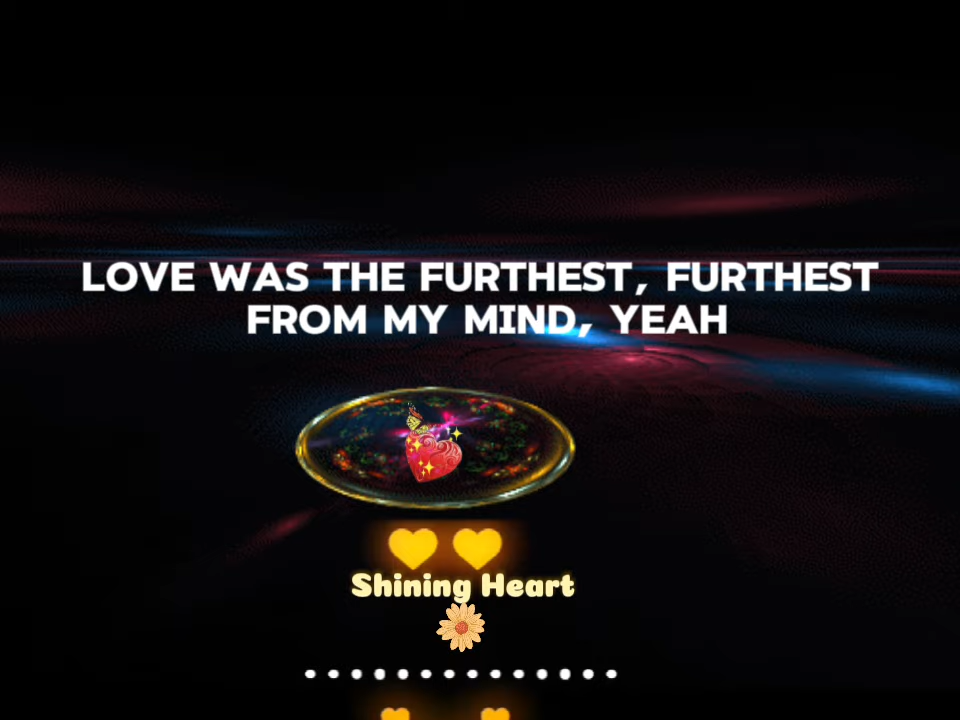 LOVE WAS THE FURTHEST, FURTHEST
FROM MY MIND, YEAH
Shining Heart